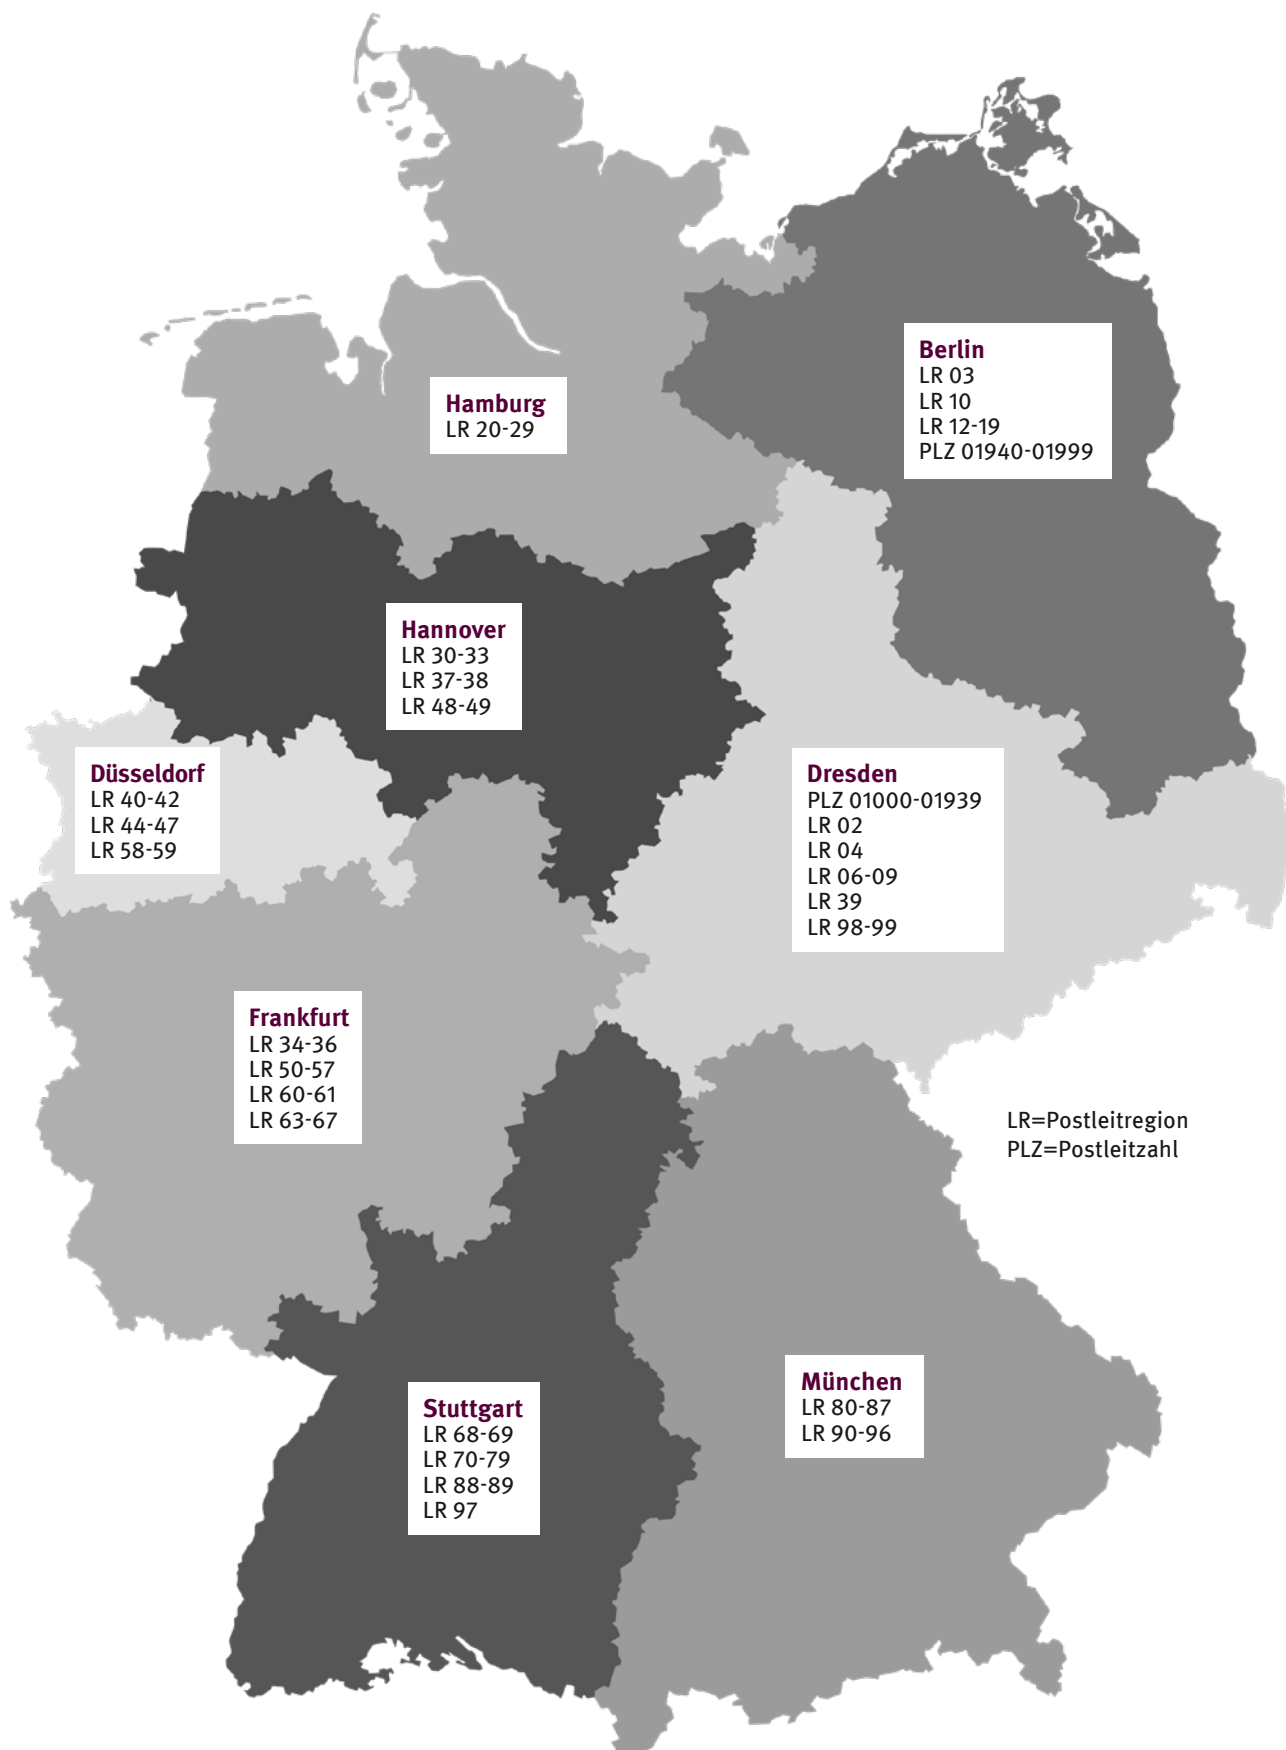 Berlin
LR 03
LR 10
LR 12-19
PLZ 01940-01999
Hamburg
LR 20-29
Hannover
LR 30-33
LR 37-38
LR 48-49
Düsseldorf
LR 40-42
LR 44-47
LR 58-59
Dresden
PLZ 01000-01939
LR 02
LR 04
LR 06-09
LR 39
LR 98-99
Frankfurt
LR 34-36
LR 50-57
LR 60-61
LR 63-67
LR=Postleitregion
PLZ=Postleitzahl
München
LR 80-87
LR 90-96
Stuttgart
LR 68-69
LR 70-79
LR 88-89
LR 97